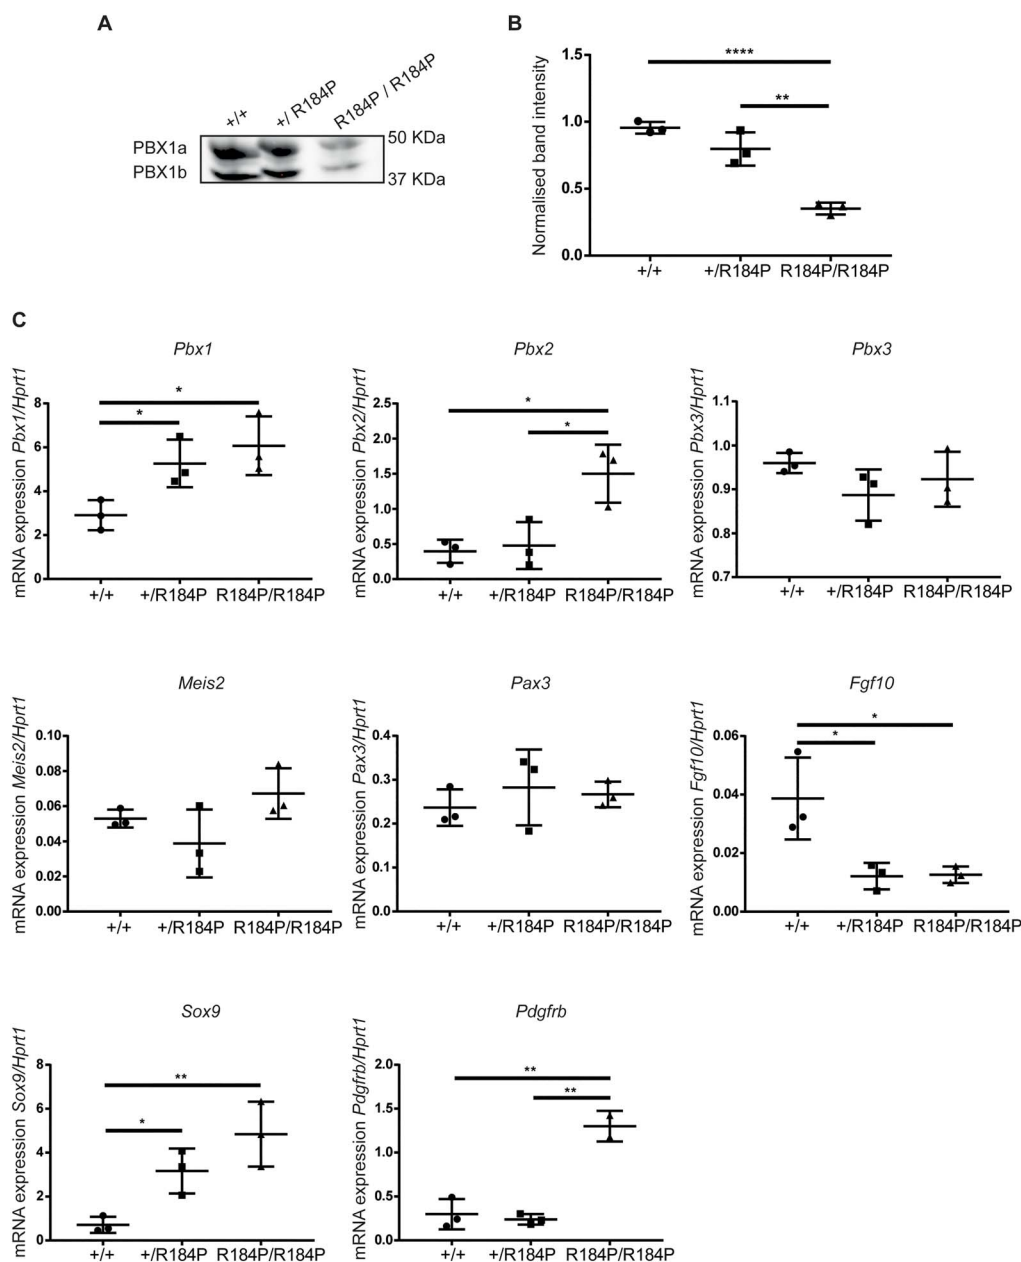 A
+/+
+/ R184P
R184P / R184P
PBX1a
PBX1b
50 KDa
37 KDa
B
Normalised band intensity
1.5
1.0
0.5
0.0
****
**
+/+ +/R184P R184P/R184P
C
Pbx1
mRNA expression Pbx1/Hprt1
8
6
4
2
0
*
*
+/+ +/R184P R184P/R184P
Pbx2
mRNA expression Pbx2/Hprt1
2.5
2.0
1.5
1.0
0.5
0.0
*
*
+/+ +/R184P R184P/R184P
Pbx3
mRNA expression Pbx3/Hprt1
1.1
1.0
0.9
0.8
0.7
+/+ +/R184P R184P/R184P
Meis2
mRNA expression Meis2/Hprt1
0.10
0.08
0.06
0.04
0.02
0.00
+/+ +/R184P R184P/R184P
Pax3
mRNA expression Pax3/Hprt1
0.4
0.3
0.2
0.1
0.0
+/+ +/R184P R184P/R184P
Fgf10
mRNA expression Fgf10/Hprt1
0.06
0.04
0.02
0.00
*
*
+/+ +/R184P R184P/R184P
Sox9
mRNA expression Sox9/Hprt1
8
6
4
2
0
**
*
+/+ +/R184P R184P/R184P
Pdgfrb
mRNA expression Pdgfrb/Hprt1
2.0
1.5
1.0
0.5
0.0
**
**
+/+ +/R184P R184P/R184P